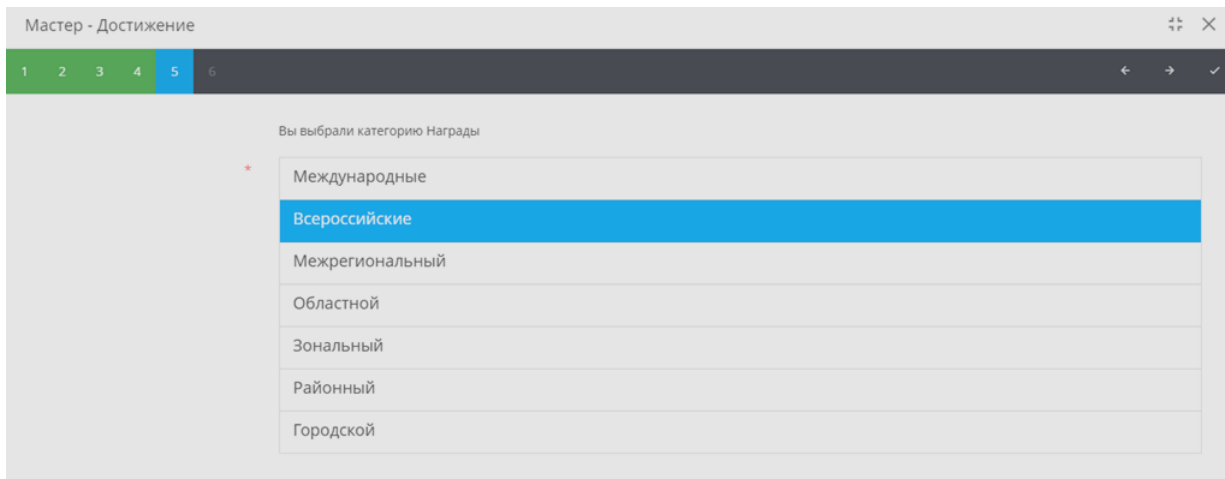 Мастер - Достижение
1 2 3 4 5 6
Вы выбрали категорию Награды
*
Международные
Всероссийские
Межрегиональный
Областной
Зональный
Районный
Городской